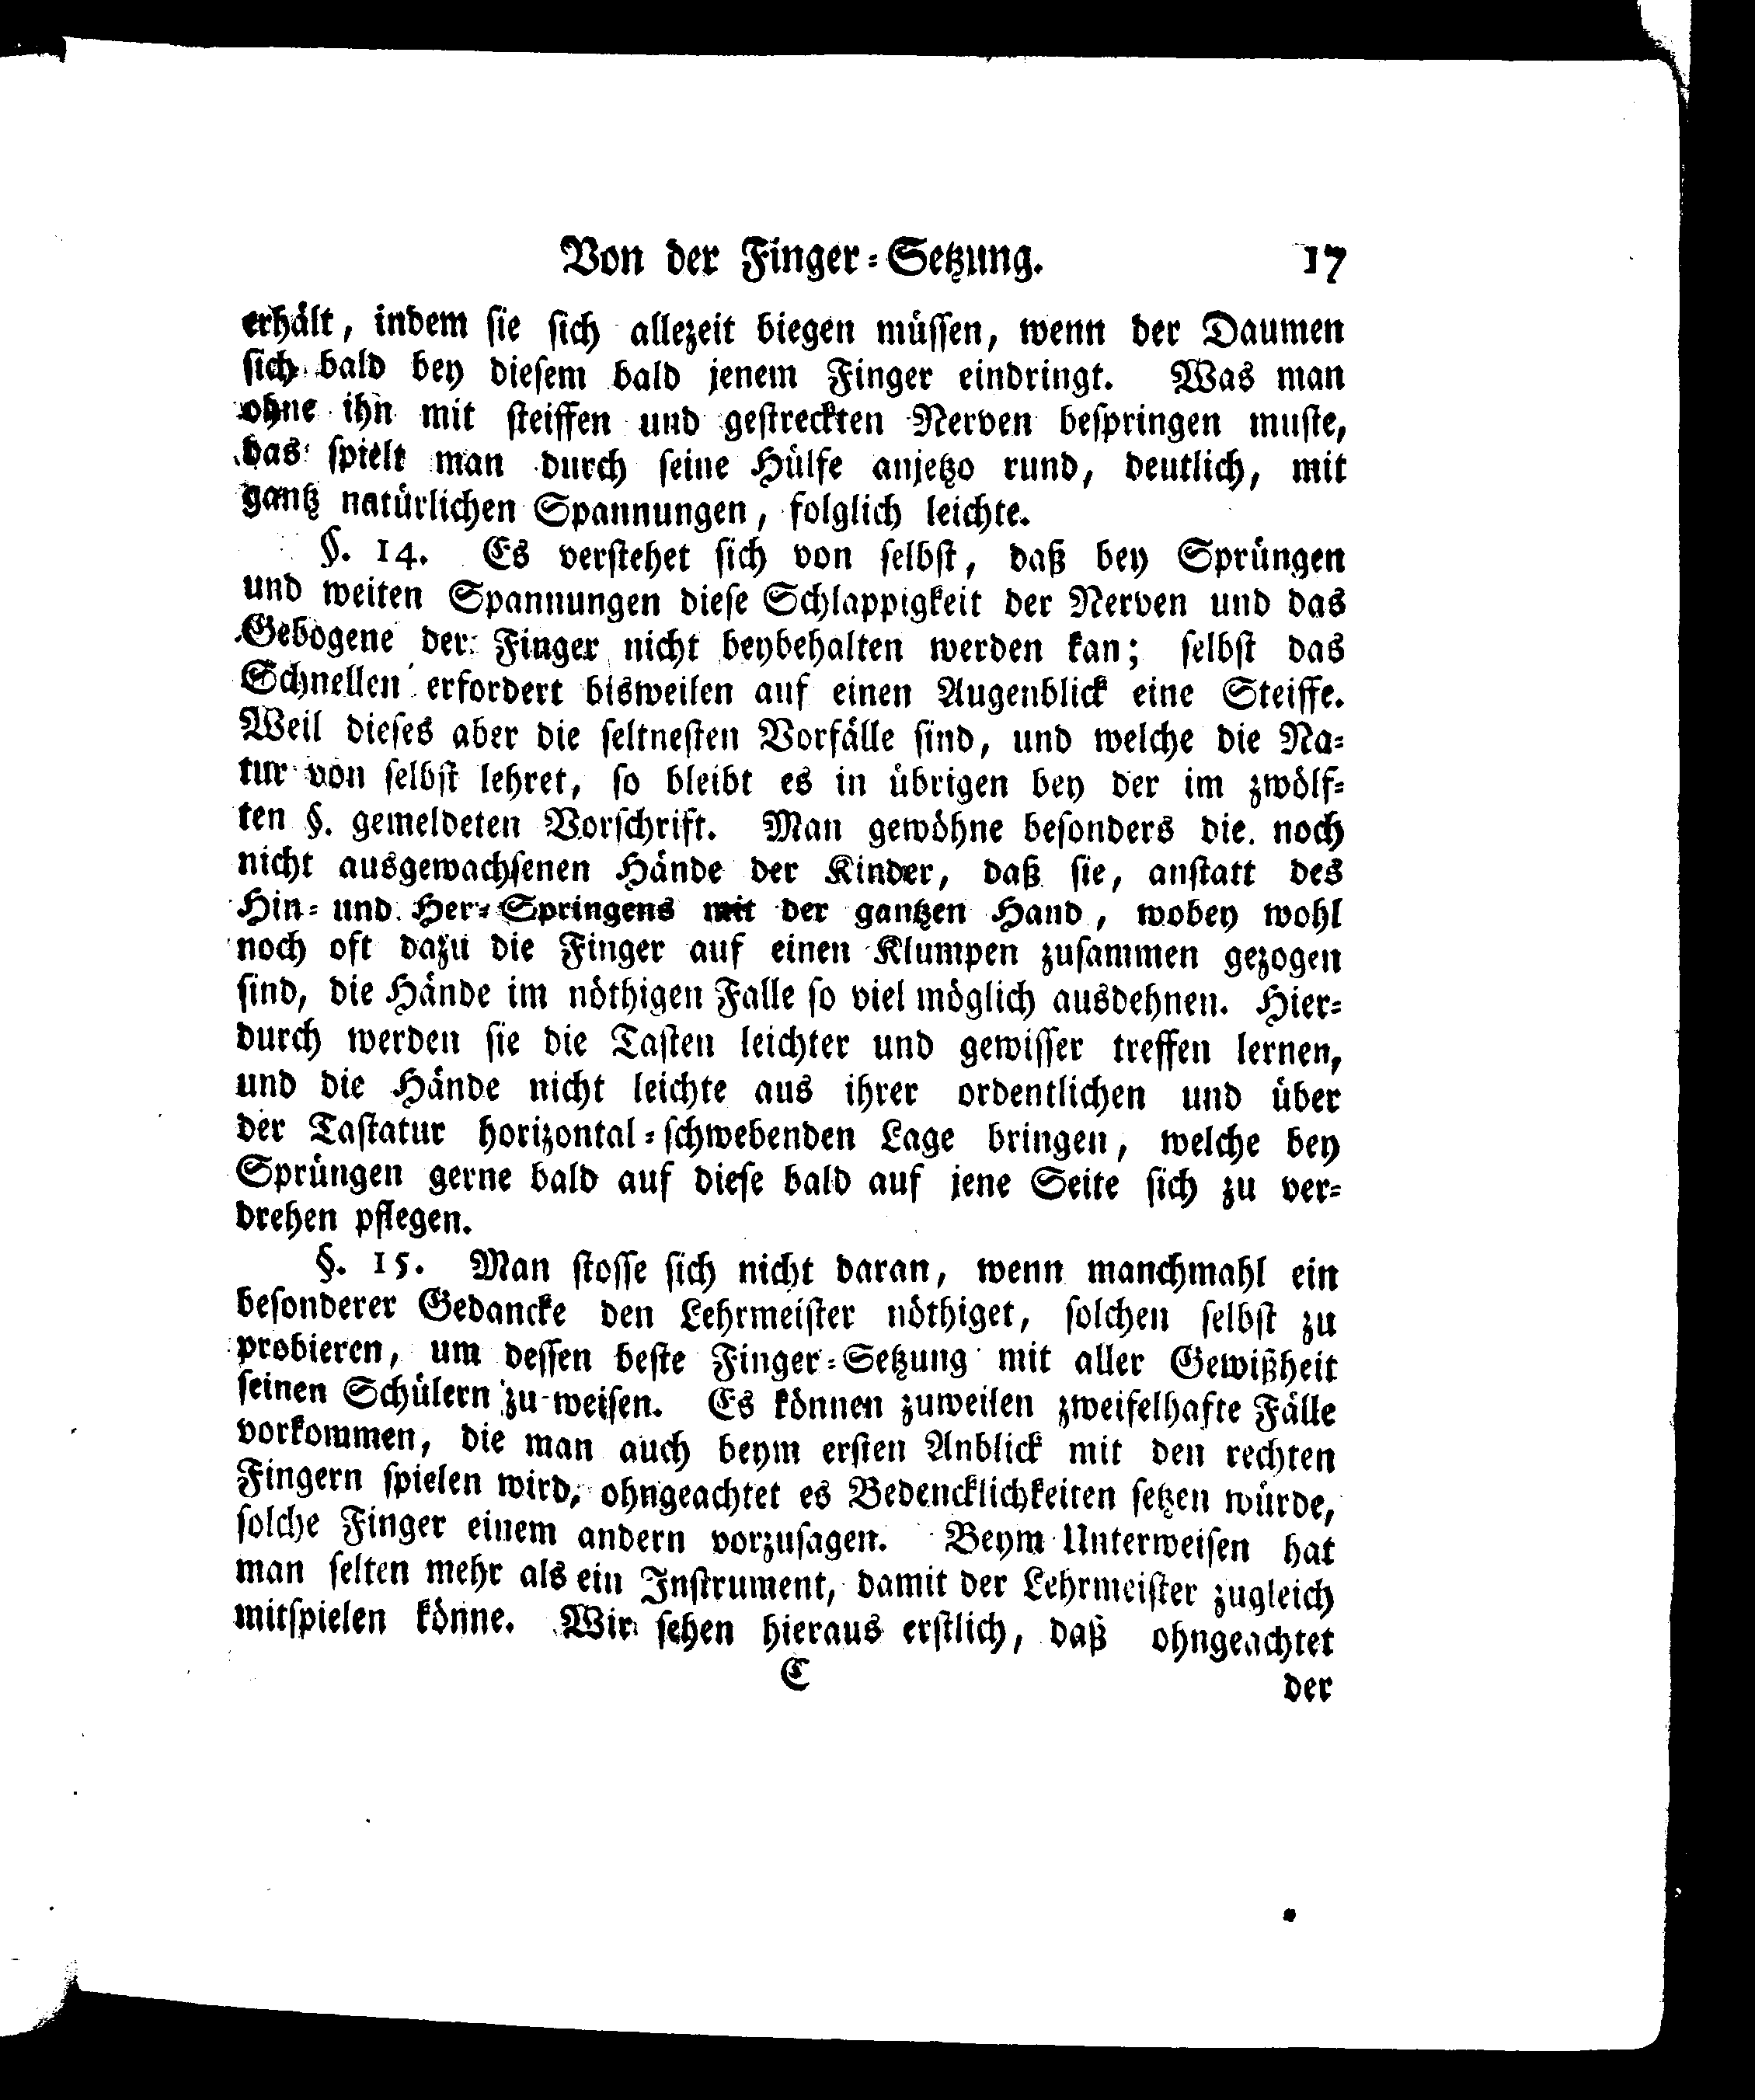 Von der Finger-Setzung. 17
erhält, indem sie sich allezeit biegen müssen, wenn der Daumen
sich bald bey diesem bald jenem Finger eindringt. Was man
ohne ihn mit steiffen und gestreckten Nerven bespringen muste,
das spielt man durch seine Hülfe anjetzo rund, deutlich, mit
gantz natürlichen Spannungen, folglich leichte.
§. 14. Es verstehet sich von selbst, daß bey Sprüngen
und weiten Spannungen diese Schlappigkeit der Nerven und das
Gebogene der Finger nicht beybehalten werden kan; selbst das
Schnellen erfordert bisweilen auf einen Augenblick eine Steiffe.
Weil dieses aber die seltnesten Vorfälle sind, und welche die Na-
tur von selbst lehret, so bleibt es in übrigen bey der im zwölf-
ten §. gemeldeten Vorschrift. Man gewöhne besonders die noch
nicht ausgewachsenen Hände der Kinder, daß sie, anstatt des
Hin- und Her-Springens mit der gantzen Hand, wobey wohl
noch oft dazu die Finger auf einen Klumpen zusammen gezogen
sind, die Hände im nöthigen Falle so viel möglich ausdehnen. Hier-
durch werden sie die Tasten leichter und gewisser treffen lernen,
und die Hände nicht leichte aus ihrer ordentlichen und über
der Tastatur horizontal-schwebenden Lage bringen, welche bey
Sprüngen gerne bald auf diese bald auf jene Seite sich zu ver-
drehen pflegen.
§. 15. Man stosse sich nicht daran, wenn manchmahl ein
besonderer Gedancke den Lehrmeister nöthiget, solchen selbst zu
probieren, um dessen beste Finger-Setzung mit aller Gewißheit
seinen Schülern zu weisen. Es können zuweilen zweifelhafte Fälle
vorkommen, die man auch beym ersten Anblick mit den rechten
Fingern spielen wird, ohngeachtet es Bedencklichkeiten setzen würde,
solche Finger einem andern vorzusagen. Beym Unterweisen hat
man selten mehr als ein Instrument, damit der Lehrmeister zugleich
mitspielen könne. Wir sehen hieraus erstlich, daß ohngeachtet
C der